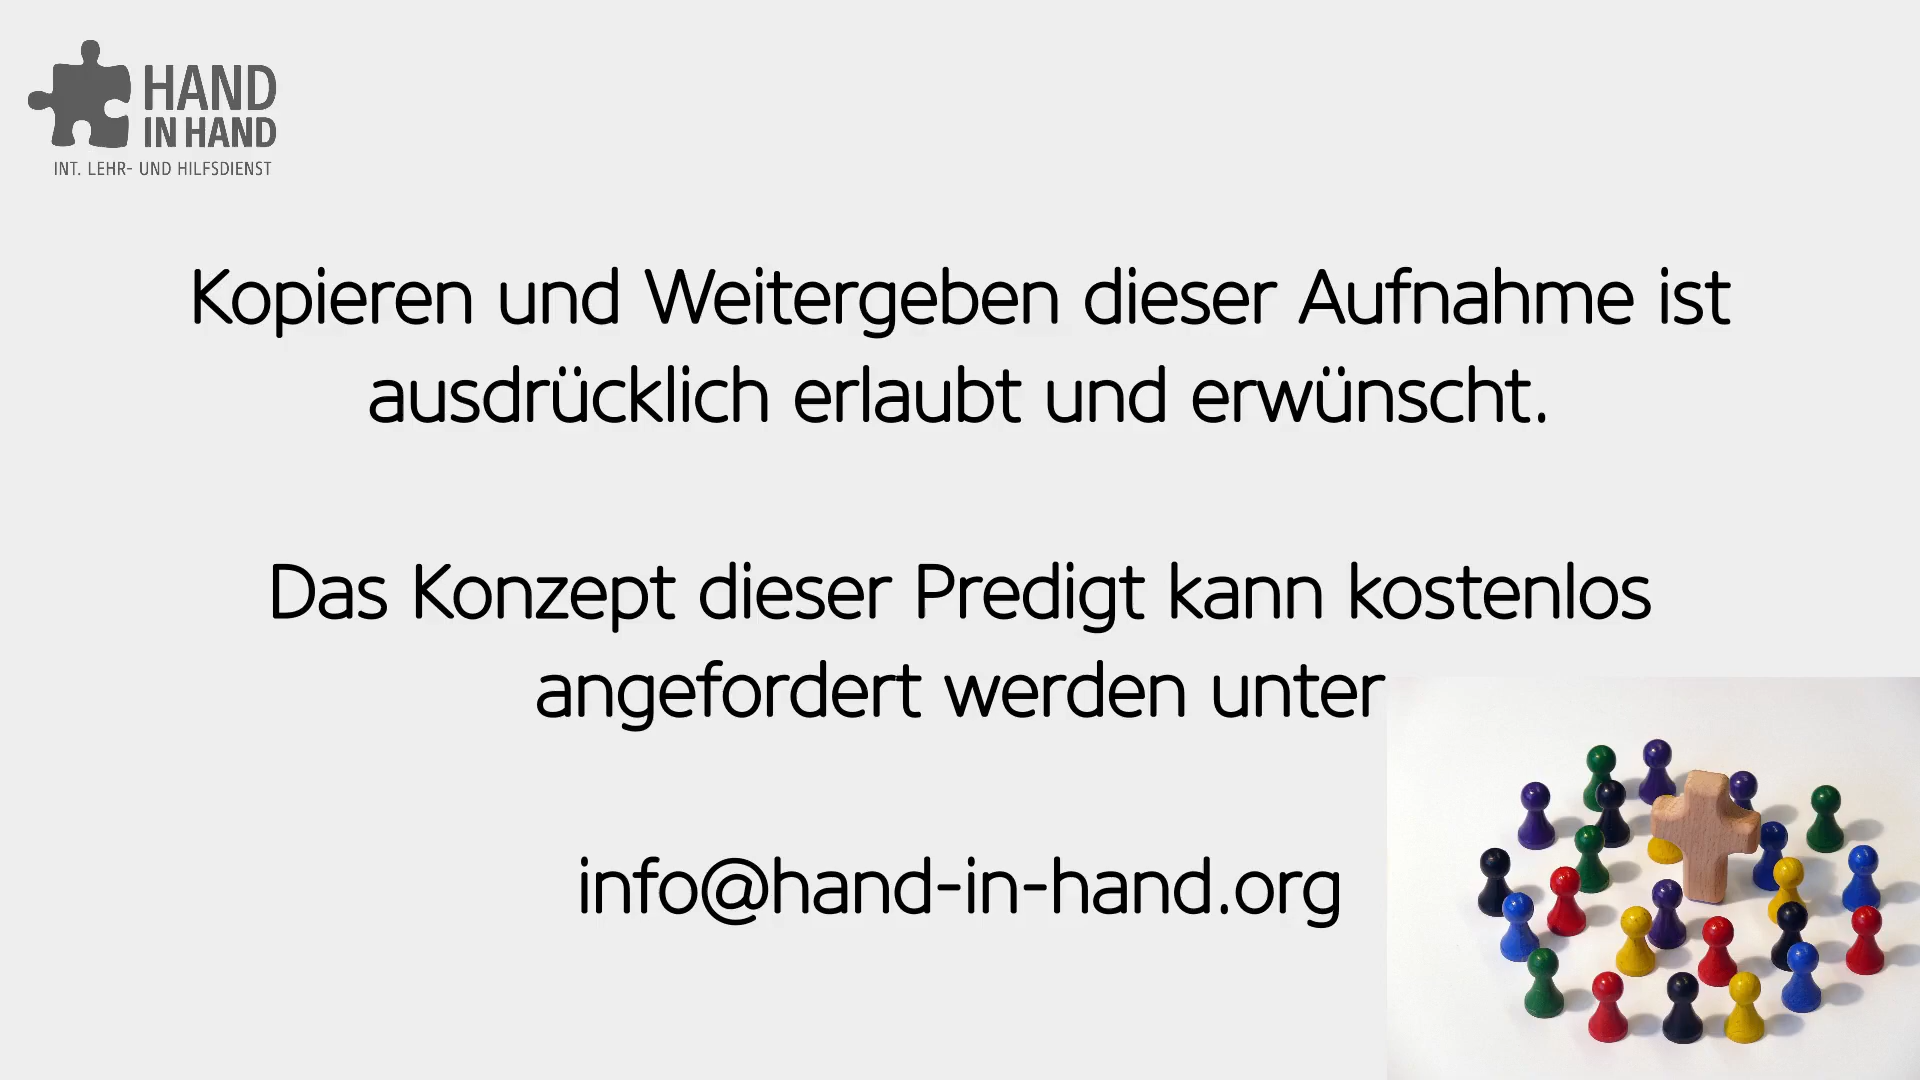 HAND
IN HAND
INT. LEHR- UND HILFSDIENST
Kopieren und Weitergeben dieser Aufnahme ist
ausdrücklich erlaubt und erwünscht.
Das Konzept dieser Predigt kann kostenlos
angefordert werden unter
info@hand-in-hand.org